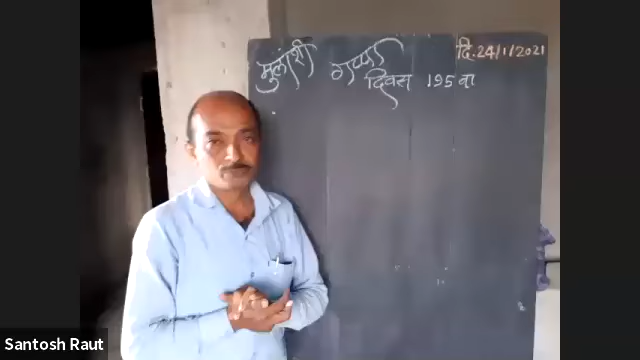 दि. 24/1/2021
मुलांशी गप्पा
दिवस 195 वा
Santosh Raut